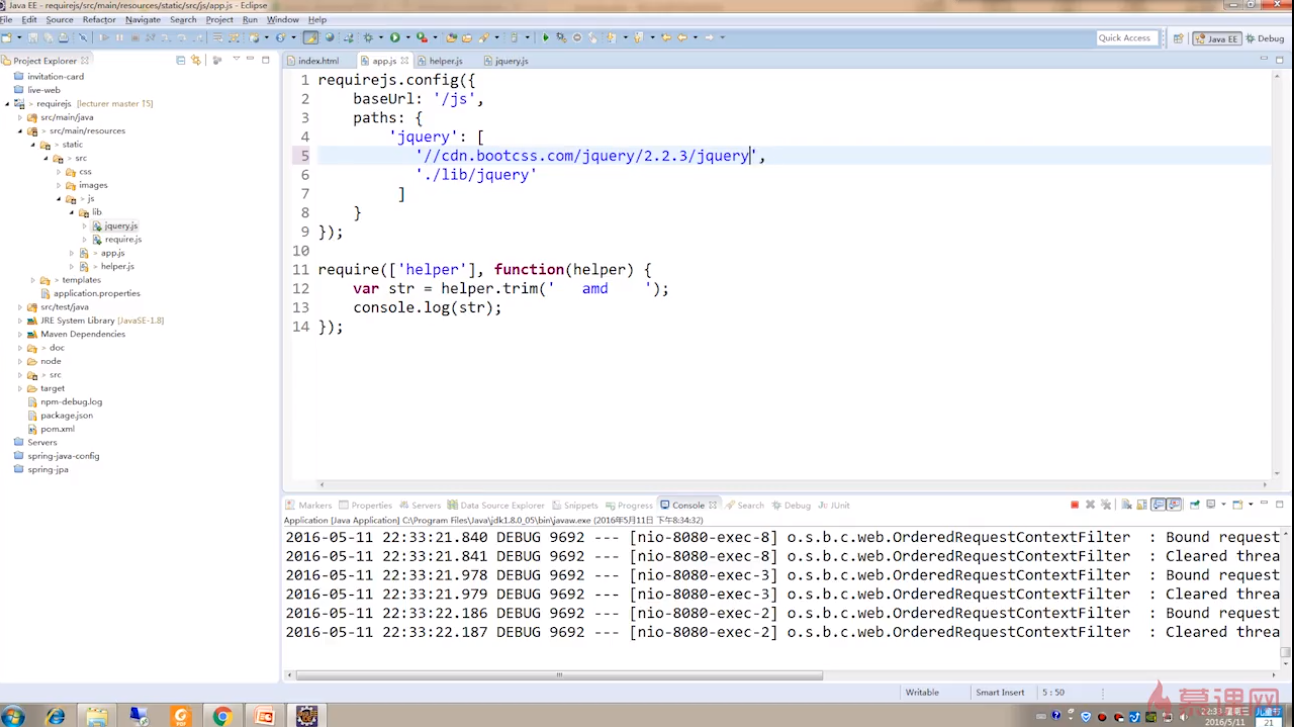 Java EE - requirejs/src/main/resources/static/src/js/app.js - Eclipse
File Edit Source Refactor Navigate Search Project Run Window Help
Quick Access
Java EE
Debug
Project Explorer
invitation-card
live-web
> requirejs [lecturer master ↑5]
src/main/java
> src/main/resources
> static
> src
> css
> images
> js
> lib
jquery.js
require.js
> app.js
> helper.js
templates
application.properties
src/test/java
JRE System Library [JavaSE-1.8]
Maven Dependencies
> doc
node
> src
target
npm-debug.log
package.json
pom.xml
Servers
spring-java-config
spring-jpa
index.html app.js helper.js jquery.js
1 requirejs.config({
2 baseUrl: '/js',
3 paths: {
4 'jquery': [
5 '//cdn.bootcss.com/jquery/2.2.3/jquery',
6 './lib/jquery'
7 ]
8 }
9 });
10
11 require(['helper'], function(helper) {
12 var str = helper.trim('   amd    ');
13 console.log(str);
14 });
Markers Properties Servers Data Source Explorer Snippets Progress Console Search Debug JUnit
Application [Java Application] C:\Program Files\Java\jdk1.8.0_05\bin\javaw.exe (2016年5月11日 下午8:34:32)
2016-05-11 22:33:21.840 DEBUG 9692 --- [nio-8080-exec-8] o.s.b.c.web.OrderedRequestContextFilter : Bound request
2016-05-11 22:33:21.841 DEBUG 9692 --- [nio-8080-exec-8] o.s.b.c.web.OrderedRequestContextFilter : Cleared threa
2016-05-11 22:33:21.978 DEBUG 9692 --- [nio-8080-exec-3] o.s.b.c.web.OrderedRequestContextFilter : Bound request
2016-05-11 22:33:21.979 DEBUG 9692 --- [nio-8080-exec-3] o.s.b.c.web.OrderedRequestContextFilter : Cleared threa
2016-05-11 22:33:22.186 DEBUG 9692 --- [nio-8080-exec-2] o.s.b.c.web.OrderedRequestContextFilter : Bound request
2016-05-11 22:33:22.187 DEBUG 9692 --- [nio-8080-exec-2] o.s.b.c.web.OrderedRequestContextFilter : Cleared threa
Writable
Smart Insert
5 : 50
慕课网
2016/5/11
21